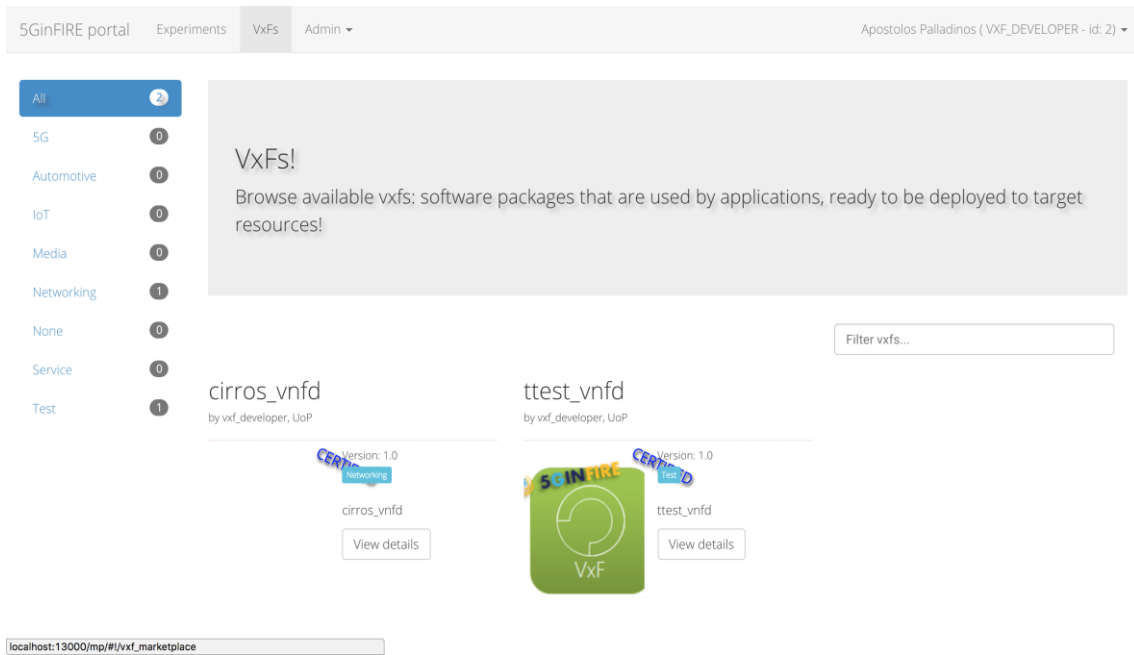 5GinFIRE portal Experiments VxFs Admin Apostolos Palladinos ( VXF_DEVELOPER - id: 2)
All 2
5G 0
Automotive 0
IoT 0
Media 0
Networking 1
None 0
Service 0
Test 1
VxFs!
Browse available vxfs: software packages that are used by applications, ready to be deployed to target
resources!
Filter vxfs...
cirros_vnfd
by vxf_developer, UoP
Version: 1.0
Networking
cirros_vnfd
View details
ttest_vnfd
by vxf_developer, UoP
5GINFIRE
VxF
CERTIFIED
Version: 1.0
Test
ttest_vnfd
View details
localhost:13000/mp/#!/vxf_marketplace